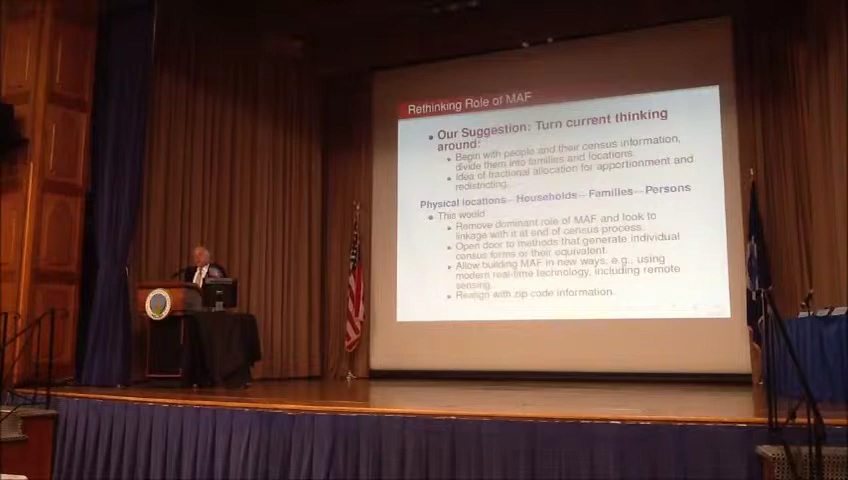 Rethinking Role of MAF
Our Suggestion: Turn current thinking
around:
Begin with people and their census information,
divide them into families and locations.
Idea of fractional allocation for apportionment and
redistricting.
Physical locations– Households– Families– Persons
This would
Remove dominant role of MAF and look to
linkage with it at end of census process.
Open door to methods that generate individual
census forms or their equivalent.
Allow building MAF in new ways, e.g., using
modern real-time technology, including remote
sensing.
Realign with zip code information.